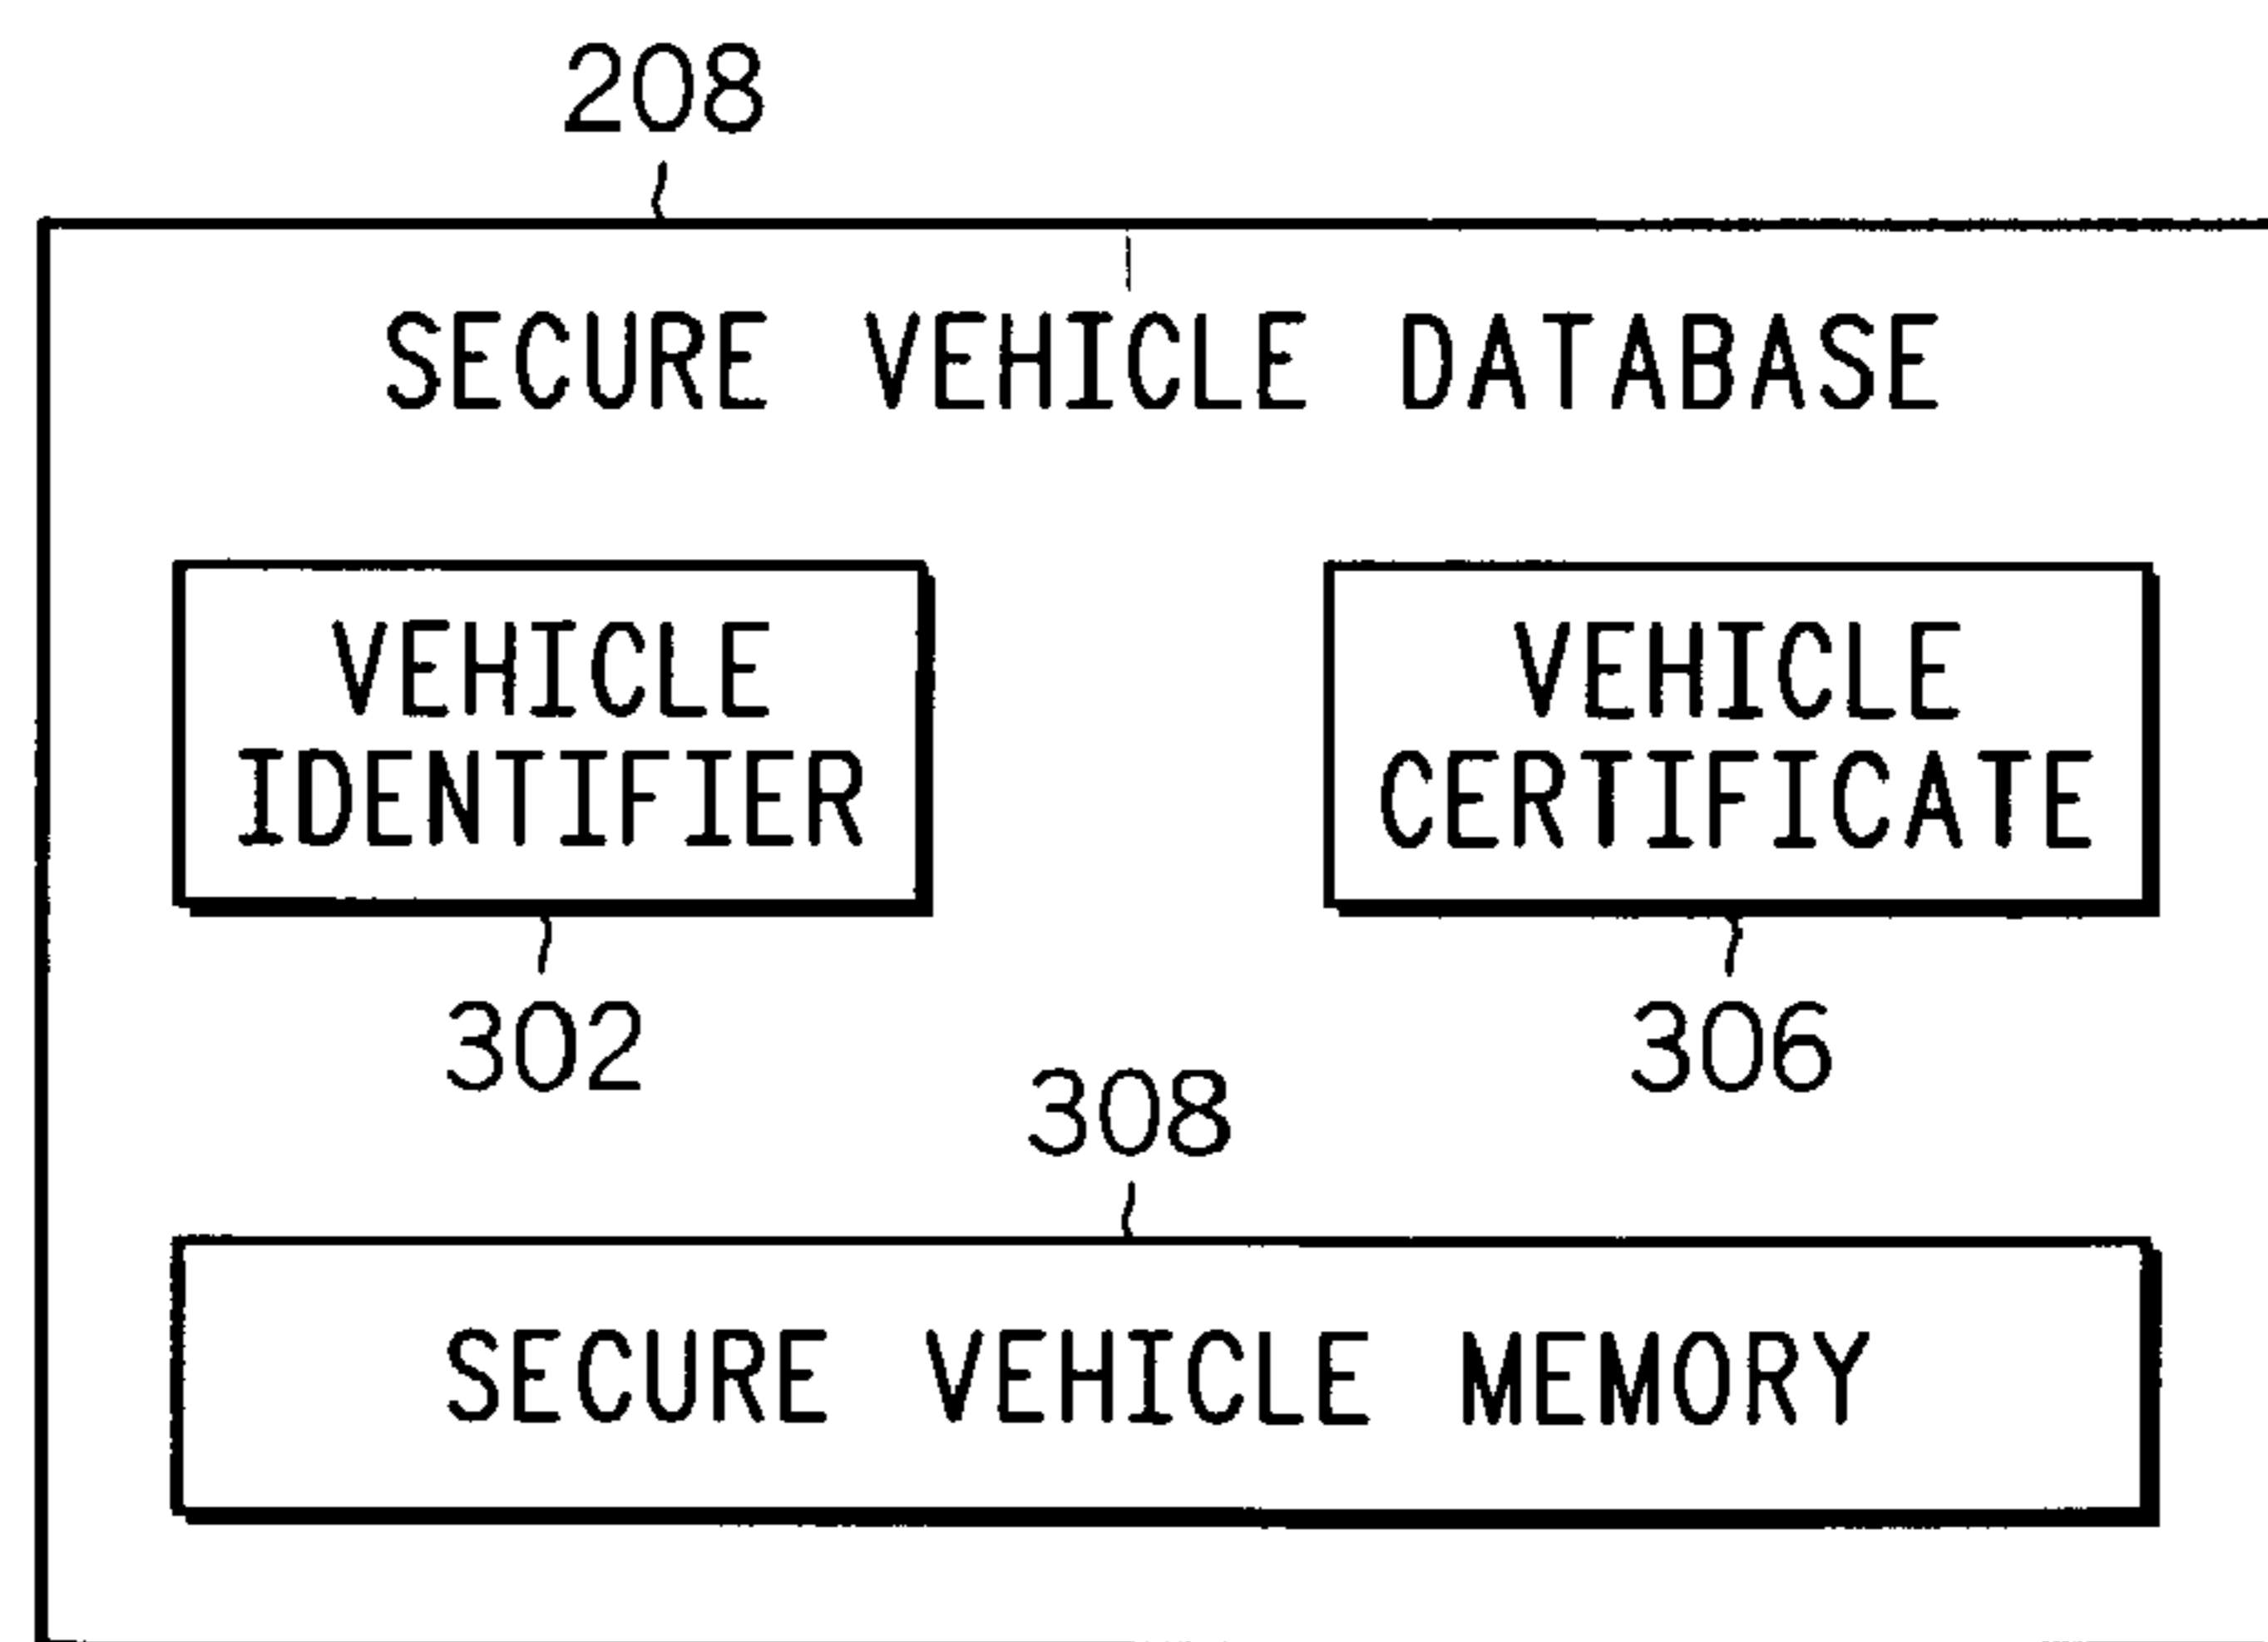 208
SECURE VEHICLE DATABASE
VEHICLE
IDENTIFIER
302
VEHICLE
CERTIFICATE
306
308
SECURE VEHICLE MEMORY